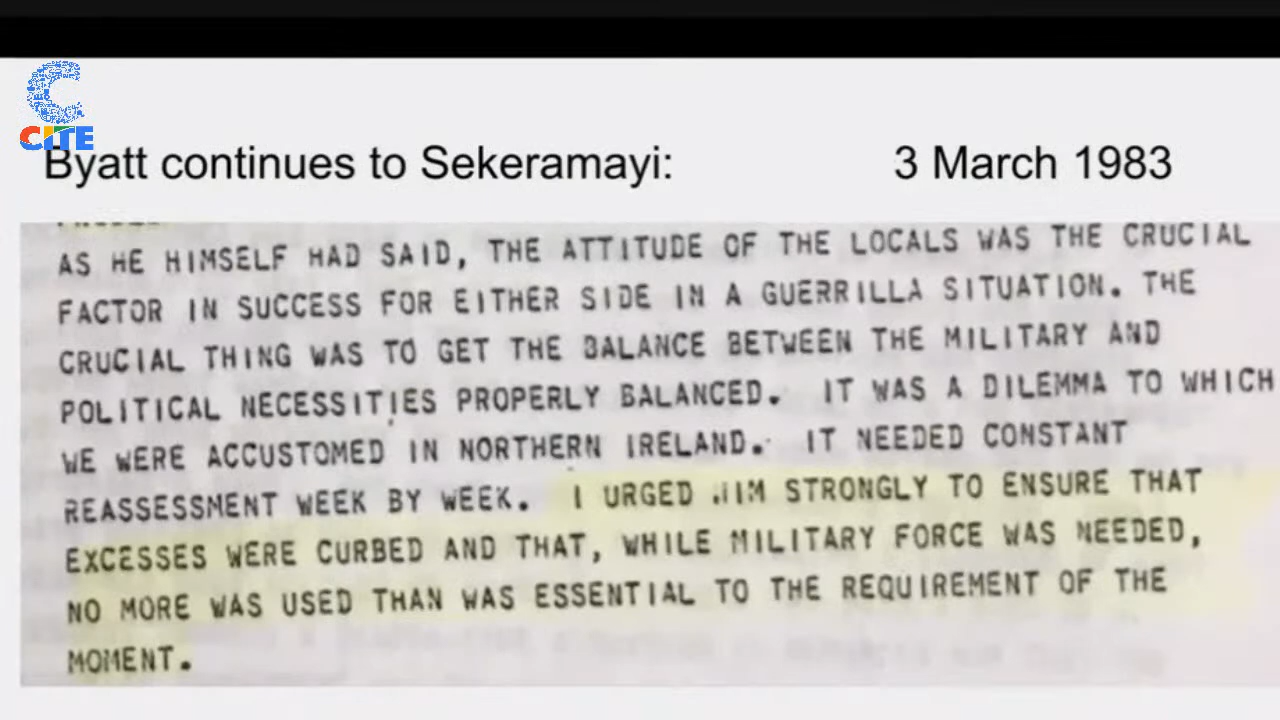 C
CITE
Byatt continues to Sekeramayi: 3 March 1983
AS HE HIMSELF HAD SAID, THE ATTITUDE OF THE LOCALS WAS THE CRUCIAL
FACTOR IN SUCCESS FOR EITHER SIDE IN A GUERRILLA SITUATION. THE
CRUCIAL THING WAS TO GET THE BALANCE BETWEEN THE MILITARY AND
POLITICAL NECESSITIES PROPERLY BALANCED. IT WAS A DILEMMA TO WHICH
WE WERE ACCUSTOMED IN NORTHERN IRELAND. IT NEEDED CONSTANT
REASSESSMENT WEEK BY WEEK. I URGED HIM STRONGLY TO ENSURE THAT
EXCESSES WERE CURBED AND THAT, WHILE MILITARY FORCE WAS NEEDED,
NO MORE WAS USED THAN WAS ESSENTIAL TO THE REQUIREMENT OF THE
MOMENT.